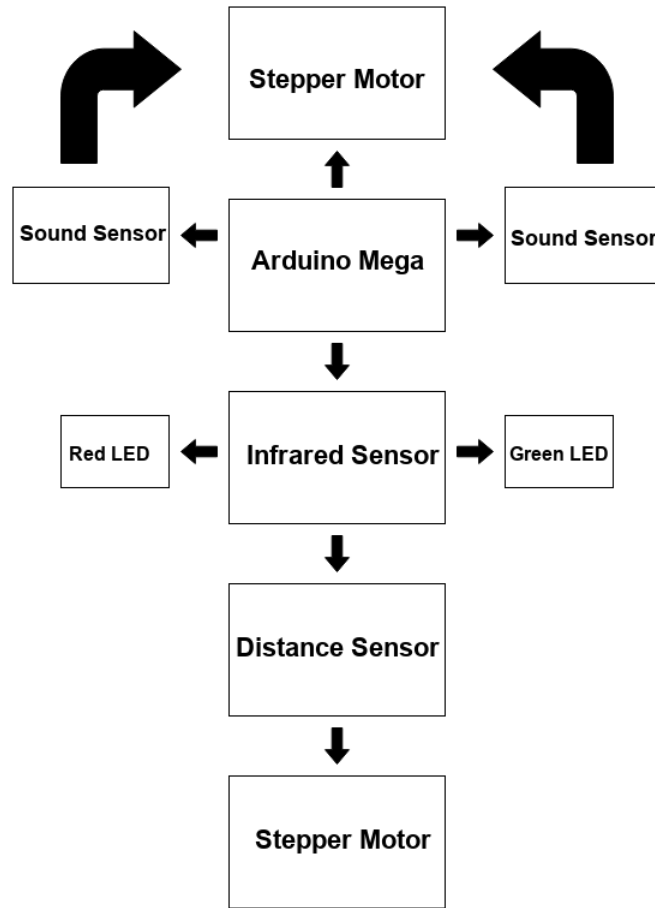 Stepper Motor
Sound Sensor
Arduino Mega
Sound Sensor
Red LED
Infrared Sensor
Green LED
Distance Sensor
Stepper Motor